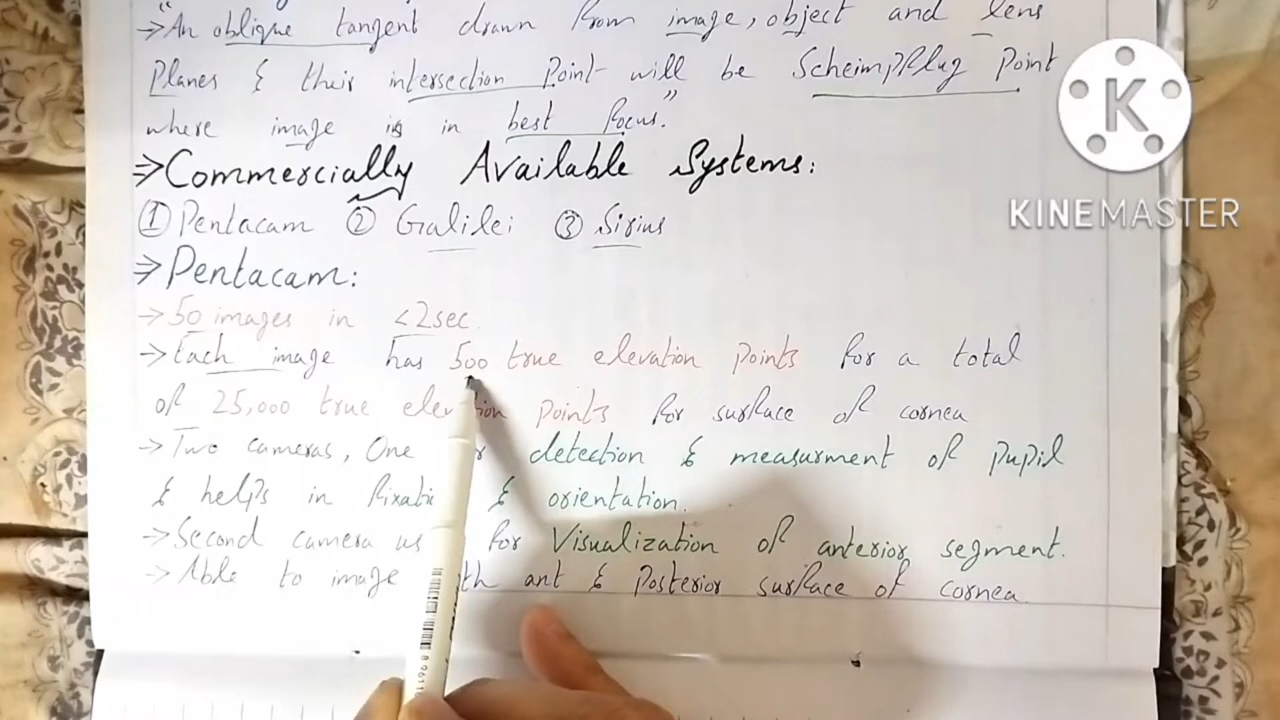 "
→An oblique tangent drawn from image, object and lens
Planes & their intersection Point will be Scheimpflug Point
where image is in best focus."
⇒Commercially Available Systems:
① Pentacam ② Galilei ③ Sirius
⇒Pentacam:
→50 images in <2sec.
→Each image has 500 true elevation points for a total
of 25,000 true points for surface of cornea
→Two cameras, One detection & measurment of pupil
& helps in & orientation.
→Second camera for Visualization of anterior segment.
→Able to image ant & Posterior surface of cornea
K
KINEMASTER